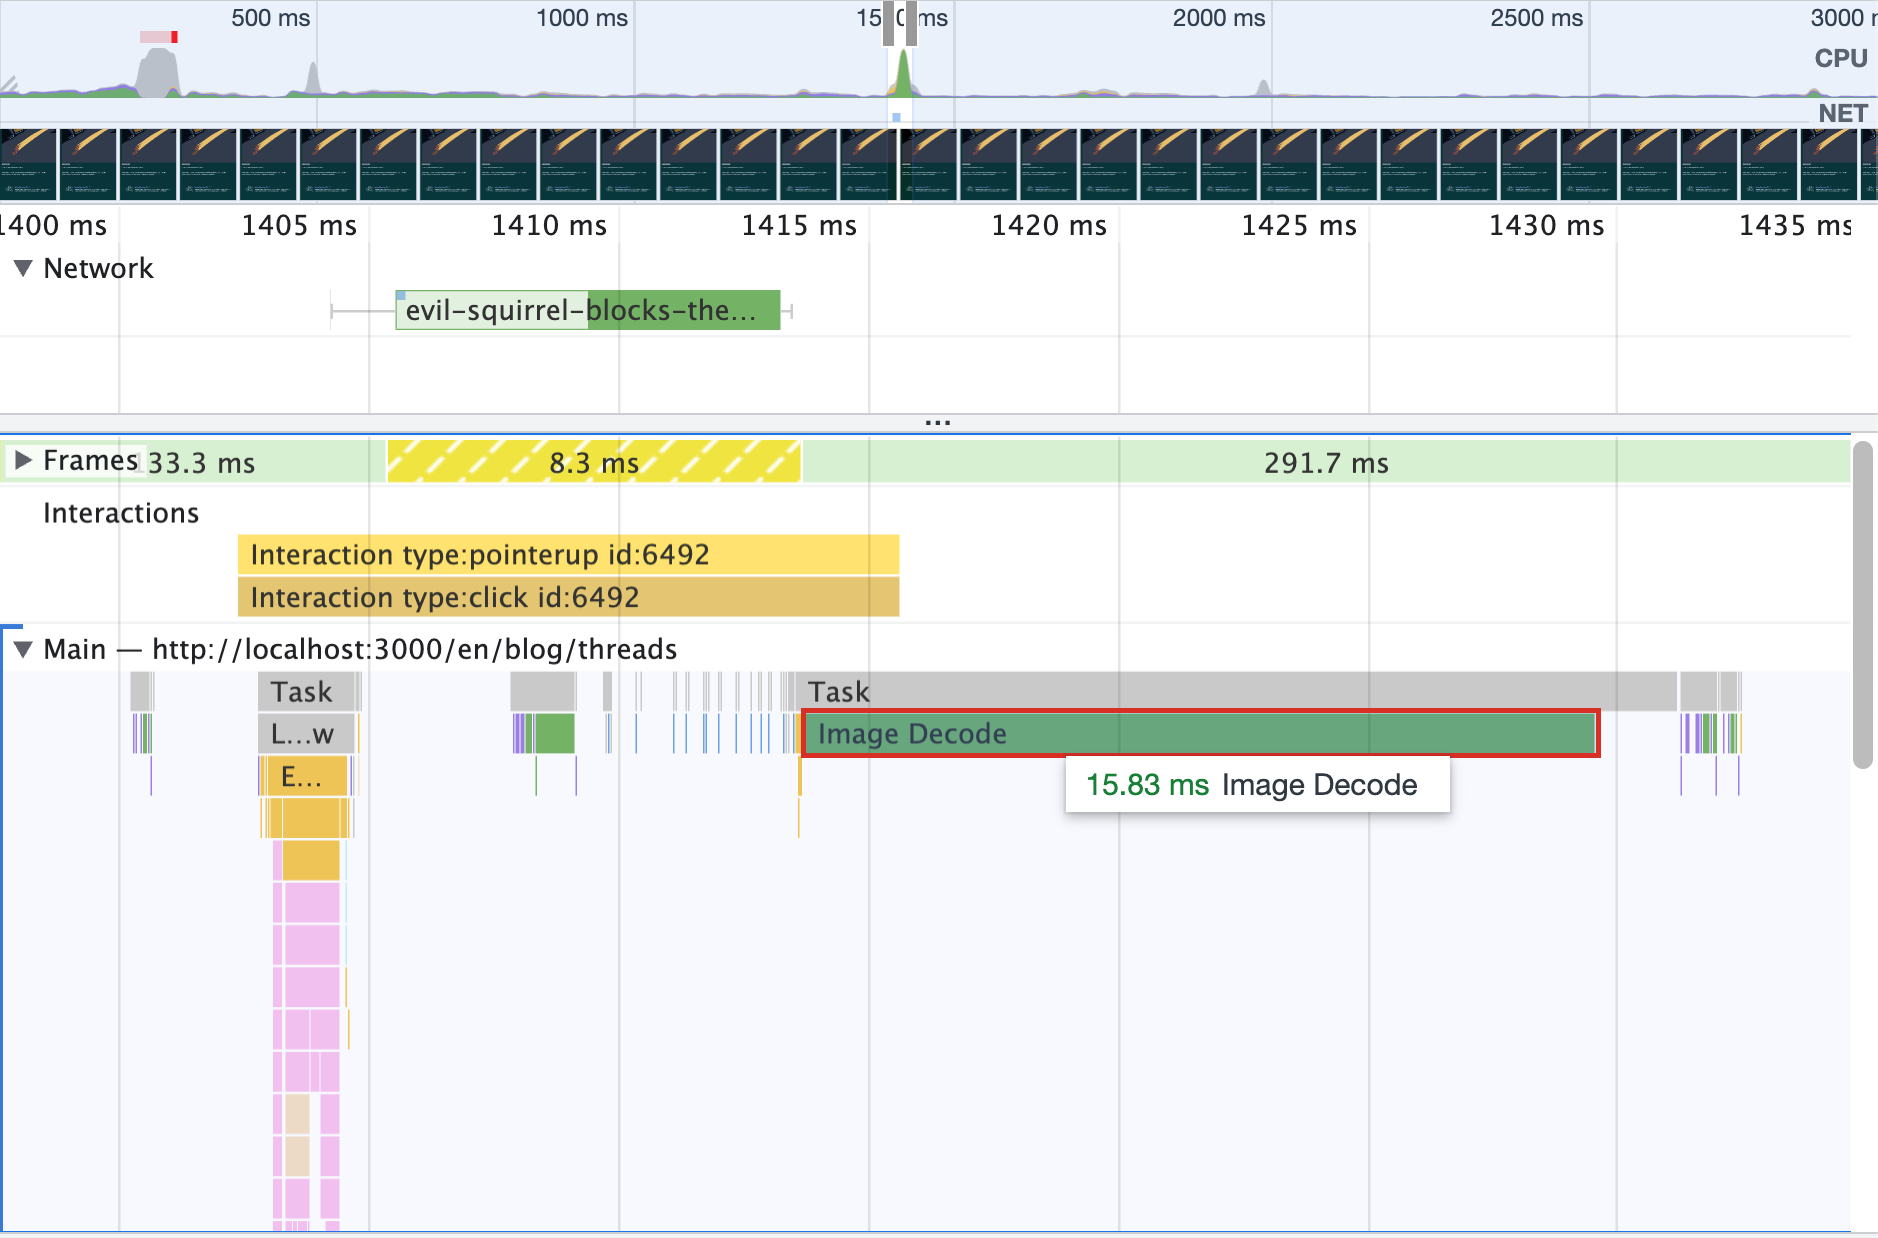 500 ms 1000 ms 1500 ms 2000 ms 2500 ms 3000
CPU
NET
1400 ms 1405 ms 1410 ms 1415 ms 1420 ms 1425 ms 1430 ms 1435 ms
Network
evil-squirrel-blocks-the...
...
Frames 33.3 ms 8.3 ms 291.7 ms
Interactions
Interaction type:pointerup id:6492
Interaction type:click id:6492
Main — http://localhost:3000/en/blog/threads
Task Task
L...w Image Decode
E... 15.83 ms Image Decode